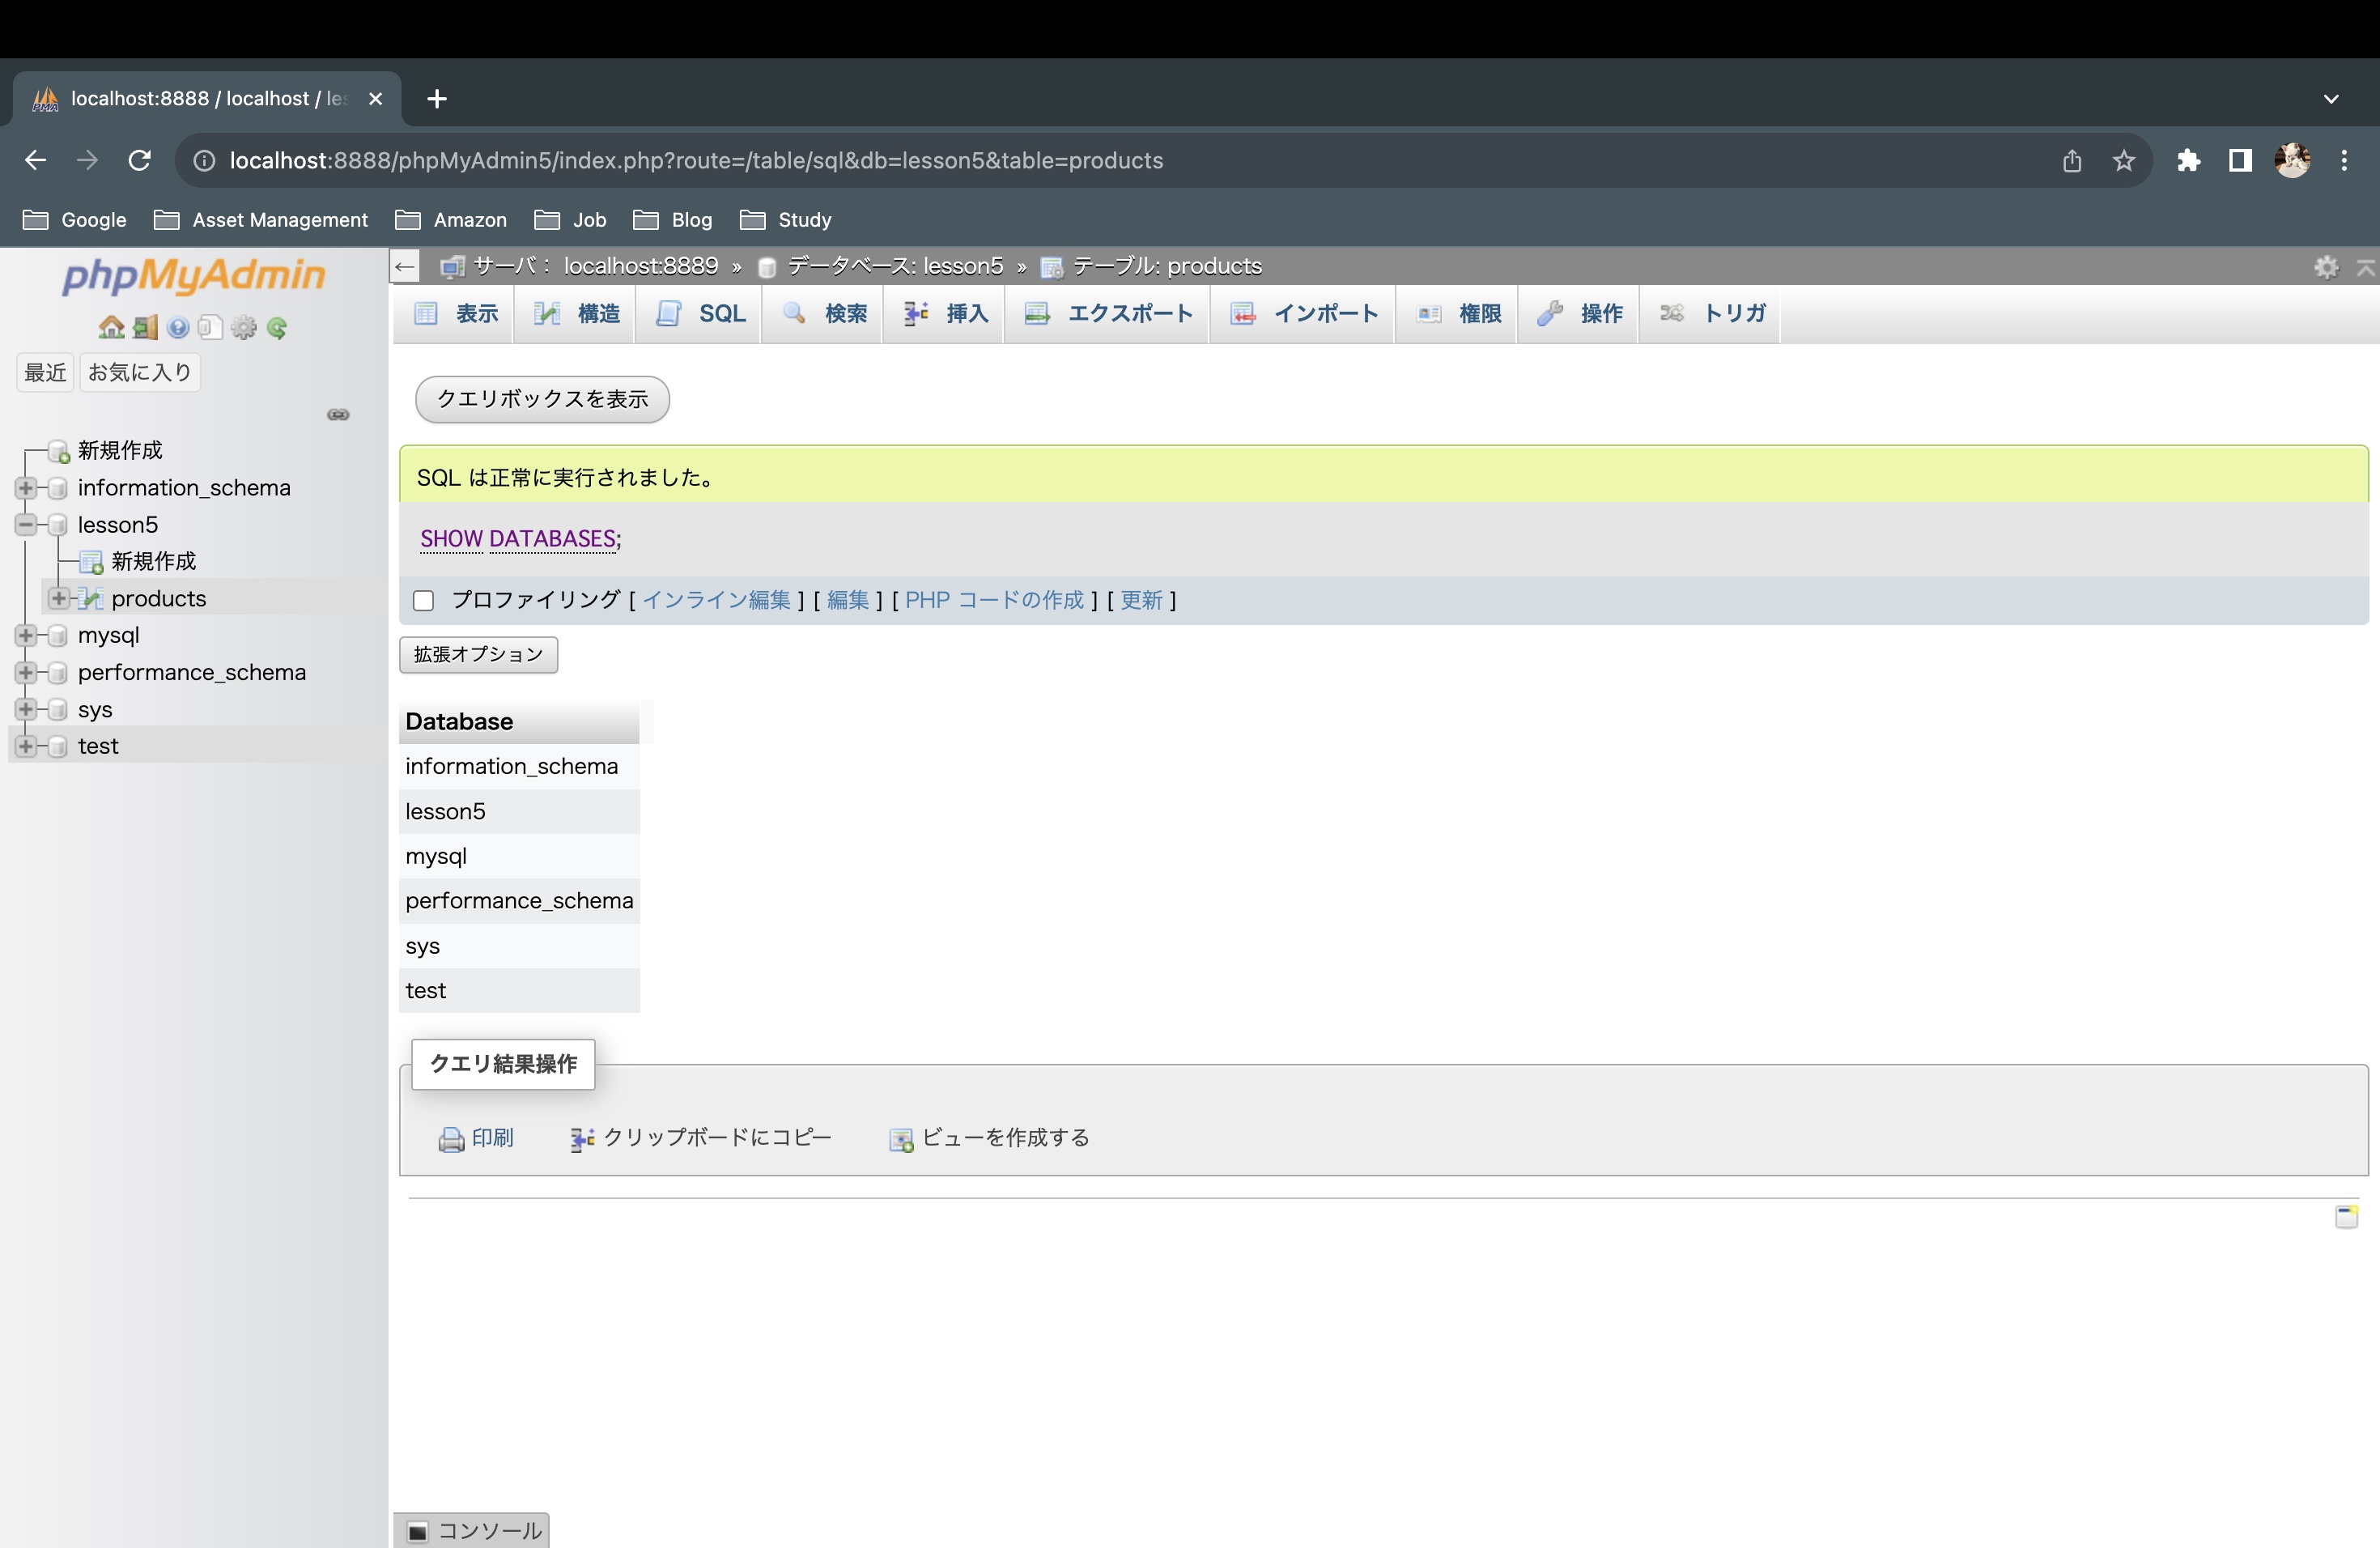 localhost:8888 / localhost / les
localhost:8888/phpMyAdmin5/index.php?route=/table/sql&db=lesson5&table=products
Google Asset Management Amazon Job Blog Study
phpMyAdmin
最近 お気に入り
新規作成
information_schema
lesson5
新規作成
products
mysql
performance_schema
sys
test
サーバ： localhost:8889 » データベース: lesson5 » テーブル: products
表示 構造 SQL 検索 挿入 エクスポート インポート 権限 操作 トリガ
クエリボックスを表示
SQL は正常に実行されました。
SHOW DATABASES;
プロファイリング [ インライン編集 ] [ 編集 ] [ PHP コードの作成 ] [ 更新 ]
拡張オプション
Database
information_schema
lesson5
mysql
performance_schema
sys
test
クエリ結果操作
印刷 クリップボードにコピー ビューを作成する
コンソール